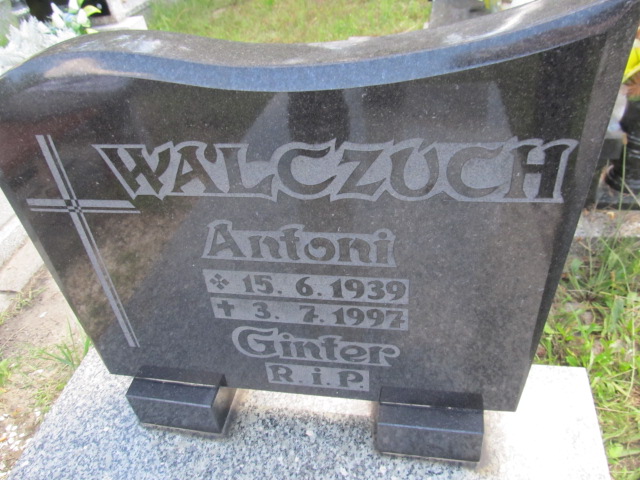 WALCZUCH
Antoni
✤ 15. 6. 1939
✝ 3. 7. 1997
Ginter
R. i P.